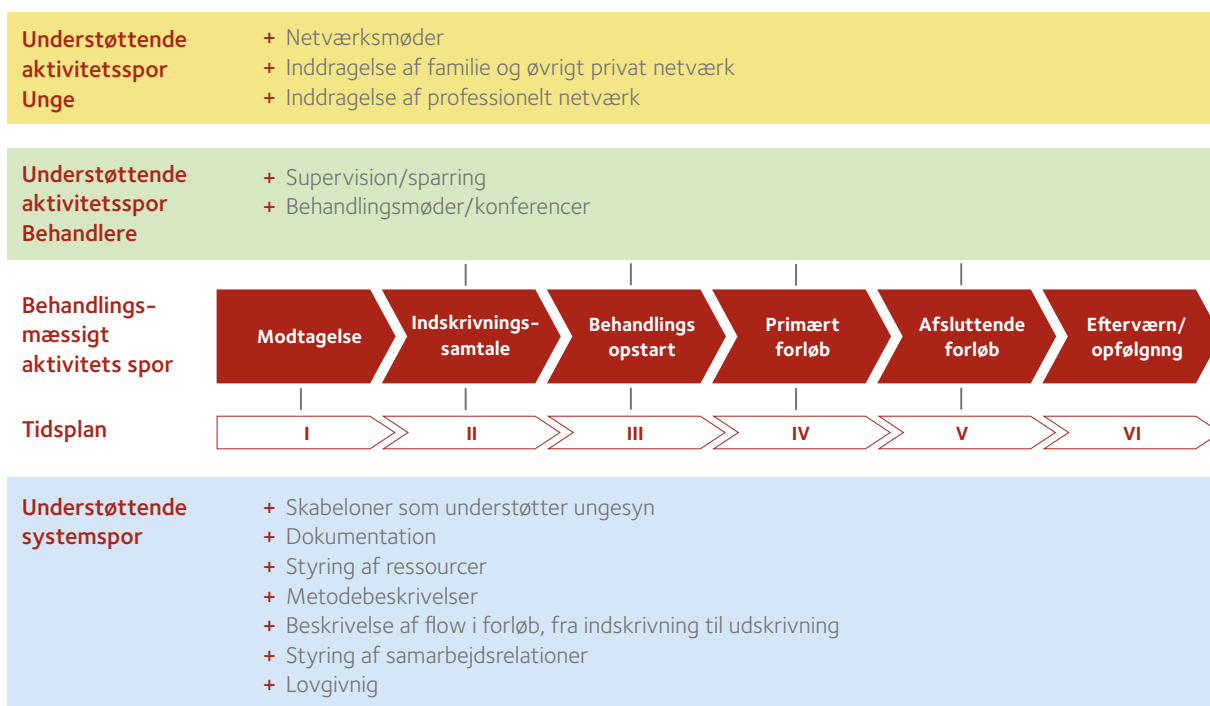 Understøttende
aktivitetsspor
Unge
+ Netværksmøder
+ Inddragelse af familie og øvrigt privat netværk
+ Inddragelse af professionelt netværk
Understøttende
aktivitetsspor
Behandlere
+ Supervision/sparring
+ Behandlingsmøder/konferencer
Behandlings-
mæssigt
aktivitets spor
Modtagelse
Indskrivnings-
samtale
Behandlings
opstart
Primært
forløb
Afsluttende
forløb
Efterværn/
opfølgnng
Tidsplan
I
II
III
IV
V
VI
Understøttende
systemspor
+ Skabeloner som understøtter ungesyn
+ Dokumentation
+ Styring af ressourcer
+ Metodebeskrivelser
+ Beskrivelse af flow i forløb, fra indskrivning til udskrivning
+ Styring af samarbejdsrelationer
+ Lovgivnig